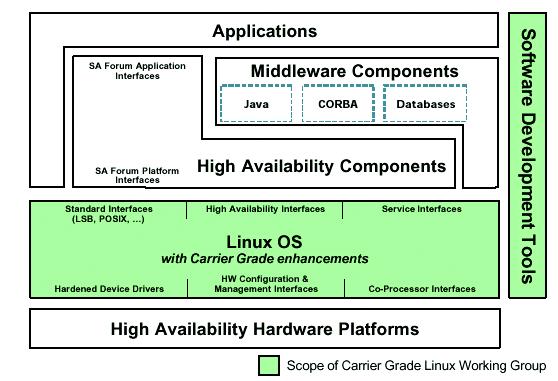 Applications
SA Forum Application
Interfaces
Middleware Components
Java
CORBA
Databases
High Availability Components
SA Forum Platform
Interfaces
Standard Interfaces
(LSB, POSIX, ...)
High Availability Interfaces
Service Interfaces
Linux OS
with Carrier Grade enhancements
Hardened Device Drivers
HW Configuration &
Management Interfaces
Co-Processor Interfaces
High Availability Hardware Platforms
Software Development Tools
Scope of Carrier Grade Linux Working Group